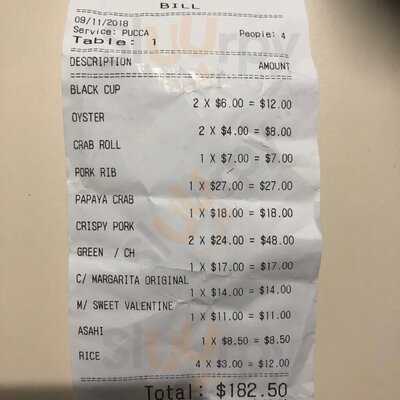 BILL
09/11/2018
Service: PUCCA People: 4
Table: 1
DESCRIPTION AMOUNT
BLACK CUP
2 X $6.00 = $12.00
OYSTER
2 X $4.00 = $8.00
CRAB ROLL
1 X $7.00 = $7.00
PORK RIB
1 X $27.00 = $27.00
PAPAYA CRAB
1 X $18.00 = $18.00
CRISPY PORK
2 X $24.00 = $48.00
GREEN / CH
1 X $17.00 = $17.00
C/ MARGARITA ORIGINAL
1 X $14.00 = $14.00
M/ SWEET VALENTINE
1 X $11.00 = $11.00
ASAHI
1 X $8.50 = $8.50
RICE
4 X $3.00 = $12.00
Total: $182.50